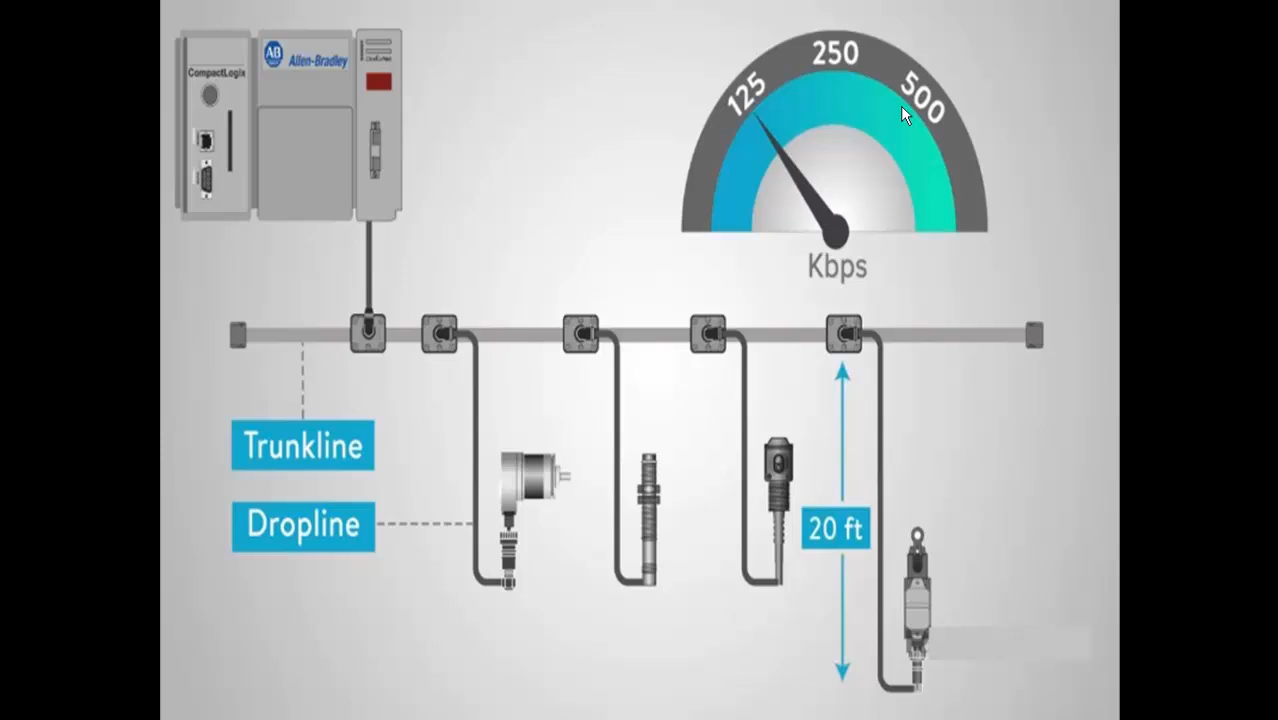 CompactLogix
AB
Allen-Bradley
125
250
500
Kbps
Trunkline
Dropline
20 ft